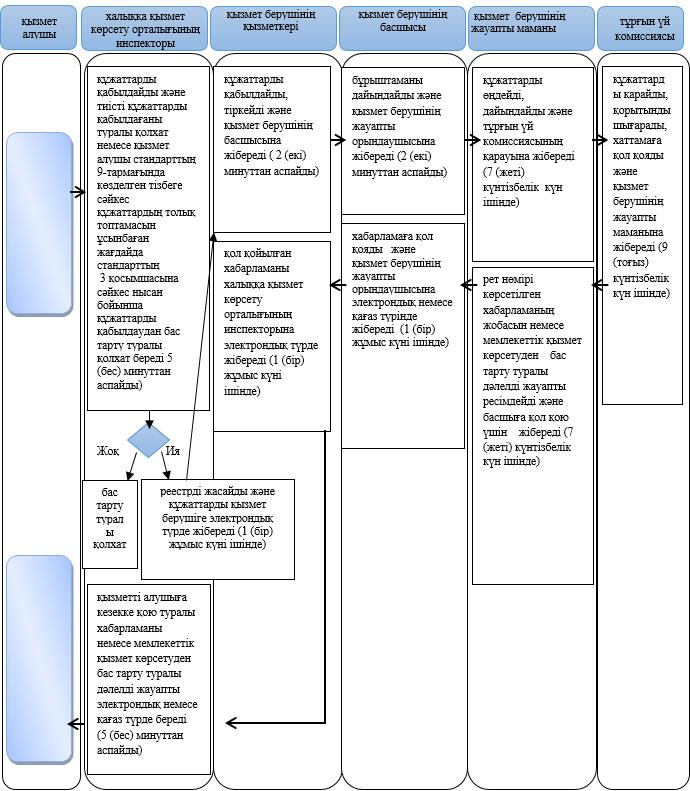 қызмет
алушы
халыққа қызмет
көрсету орталығының
инспекторы
қызмет берушінің
қызметкері
қызмет берушінің
басшысы
қызмет берушінің
жауапты маманы
тұрғын үй
комиссиясы
құжаттарды
қабылдайды және
тиісті құжаттарды
қабылдағаны
туралы қолхат
немесе қызмет
алушы стандарттың
9-тармағында
көзделген тізбеге
сәйкес
құжаттардың толық
топтамасын
ұсынбаған
жағдайда
стандарттың
3 қосымшасына
сәйкес нысан
бойынша
құжаттарды
қабылдаудан бас
тарту туралы
қолхат береді 5
(бес) минуттан
аспайды)
құжаттарды
қабылдайды,
тіркейді және
қызмет берушінің
басшысына
жібереді ( 2 (екі)
минуттан аспайды)
бұрыштаманы
дайындайды және
қызмет берушінің
жауапты
орындаушысына
жібереді (2 (екі)
минуттан аспайды)
құжаттарды
өңдейді,
дайындайды және
тұрғын үй
комиссиясының
қарауына жібереді
(7 (жеті)
күнтізбелік күн
ішінде)
құжаттард
ы қарайды,
қорытынды
шығарады,
хаттамаға
қол қояды
және
қызмет
берушінің
жауапты
маманына
жібереді (9
(тоғыз)
күнтізбелік
күн ішінде)
қол қойылған
хабарламаны
халыққа қызмет
көрсету
орталығының
инспекторына
электрондық түрде
жібереді (1 (бір)
жұмыс күні
ішінде)
хабарламаға қол
қояды және
қызмет берушінің
жауапты
орындаушысына
электрондық немесе
қағаз түрінде
жібереді (1 (бір)
жұмыс күні ішінде)
рет немірі
көрсетілген
хабарламаның
жобасын немесе
мемлекеттік қызмет
көрсетуден бас
тарту туралы
дәлелді жауапты
ресімдейді және
басшыға қол қою
үшін жібереді (7
(жеті) күнтізбелік
күн ішінде)
Жоқ
Ия
бас
тарту
турал
ы
қолхат
реестрді жасайды және
құжаттарды қызмет
берушіге электрондық
түрде жібереді (1 (бір)
жұмыс күні ішінде)
қызметті алушыға
кезекке қою туралы
хабарламаны
немесе мемлекеттік
қызмет көрсетуден
бас тарту туралы
дәлелді жауапты
электрондық немесе
қағаз түрде береді
(5 (бес) минуттан
аспайды)